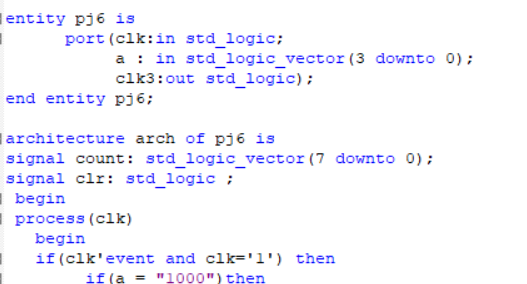 entity pj6 is
port(clk:in std_logic;
a : in std_logic_vector(3 downto 0);
clk3:out std_logic);
end entity pj6;
architecture arch of pj6 is
signal count: std_logic_vector(7 downto 0);
signal clr: std_logic ;
begin
process(clk)
begin
if(clk'event and clk='1') then
if(a = "1000")then